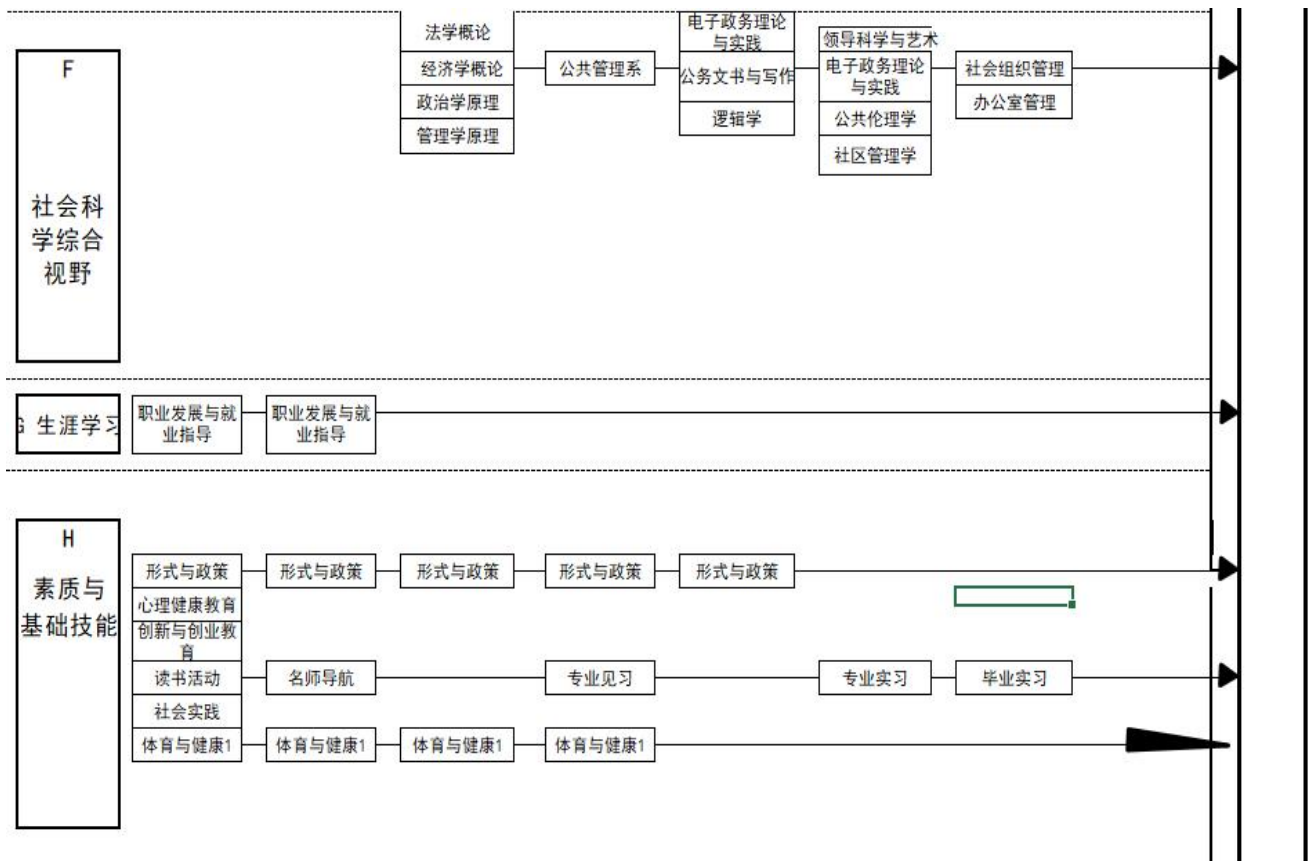 法学概论
电子政务理论
与实践
领导科学与艺术
F
经济学概论
公共管理系
公务文书与写作
电子政务理论
与实践
社会组织管理
政治学原理
办公室管理
管理学原理
逻辑学
公共伦理学
社区管理学
社会科
学综合
视野
G 生涯学习
职业发展与就
业指导
职业发展与就
业指导
H
素质与
基础技能
形式与政策
形式与政策
形式与政策
形式与政策
形式与政策
心理健康教育
创新与创业教
育
读书活动
名师导航
专业见习
专业实习
毕业实习
社会实践
体育与健康1
体育与健康1
体育与健康1
体育与健康1